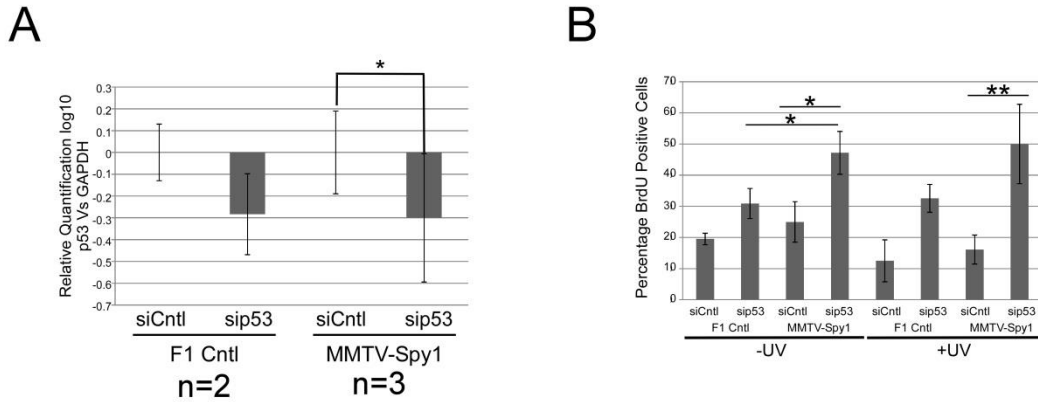 A
*
Relative Quantification log10
p53 Vs GAPDH
0.3
0.2
0.1
0
-0.1
-0.2
-0.3
-0.4
-0.5
-0.6
-0.7
siCntl sip53 siCntl sip53
F1 Cntl MMTV-Spy1
n=2 n=3
B
Percentage BrdU Positive Cells
70
60
50
40
30
20
10
0
* **
*
siCntl sip53 siCntl sip53 siCntl sip53 siCntl sip53
F1 Cntl MMTV-Spy1 F1 Cntl MMTV-Spy1
-UV +UV